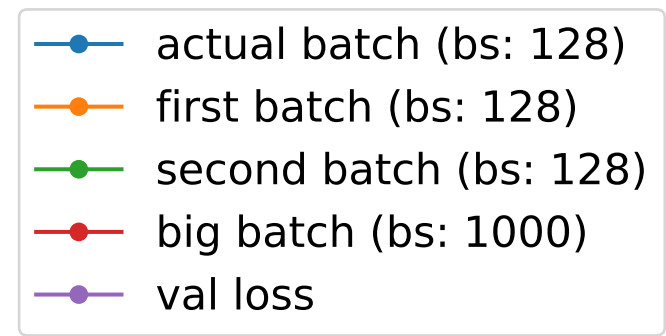 actual batch (bs: 128)
first batch (bs: 128)
second batch (bs: 128)
big batch (bs: 1000)
val loss